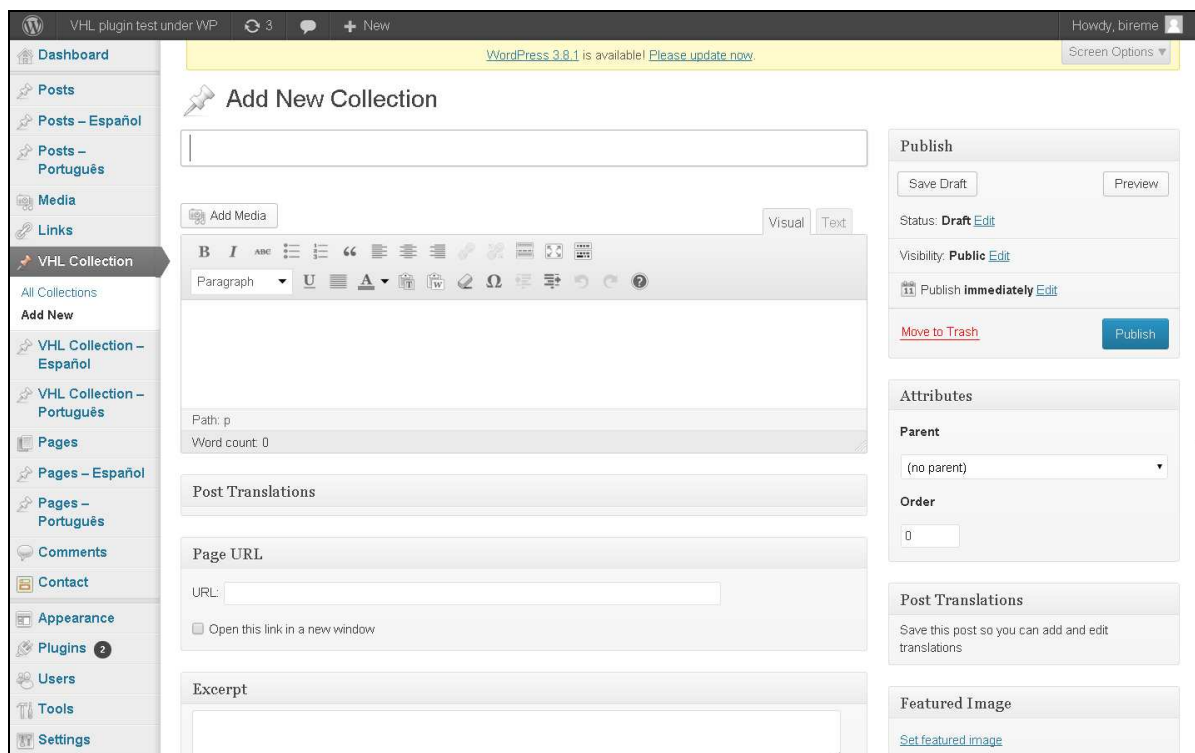 VHL plugin test under WP 3 New Howdy, bireme
WordPress 3.8.1 is available! Please update now.
Screen Options
Dashboard
Posts
Posts – Español
Posts –
Português
Media
Links
VHL Collection
All Collections
Add New
VHL Collection –
Español
VHL Collection –
Português
Pages
Pages – Español
Pages –
Português
Comments
Contact
Appearance
Plugins 2
Users
Tools
Settings
Add New Collection
Add Media
Visual Text
B I ABC
Paragraph U A T W Ω ?
Path: p
Word count: 0
Post Translations
Page URL
URL:
Open this link in a new window
Excerpt
Publish
Save Draft Preview
Status: Draft Edit
Visibility: Public Edit
11 Publish immediately Edit
Move to Trash Publish
Attributes
Parent
(no parent)
Order
0
Post Translations
Save this post so you can add and edit
translations
Featured Image
Set featured image